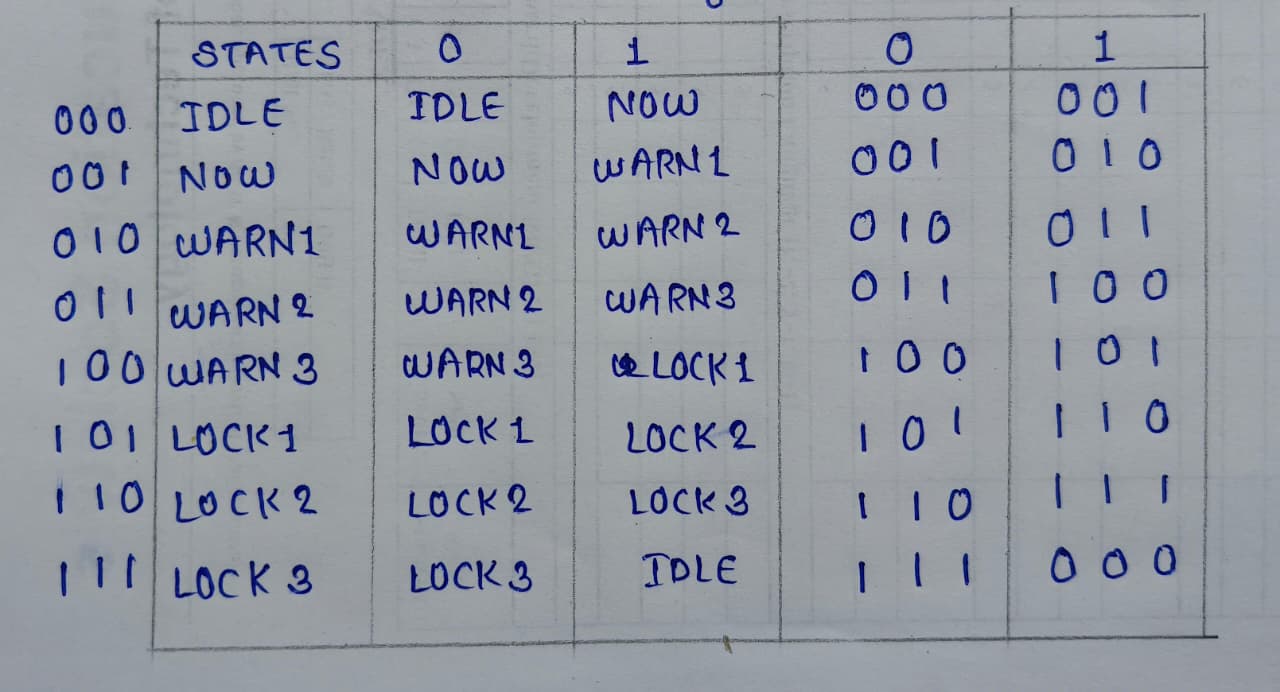 STATES 0 1 0 1
000 IDLE IDLE NOW 000 001
001 NOW NOW WARN1 001 010
010 WARN1 WARN1 WARN2 010 011
011 WARN2 WARN2 WARN3 011 100
100 WARN3 WARN3 LOCK1 100 101
101 LOCK1 LOCK1 LOCK2 101 110
110 LOCK2 LOCK2 LOCK3 110 111
111 LOCK3 LOCK3 IDLE 111 000